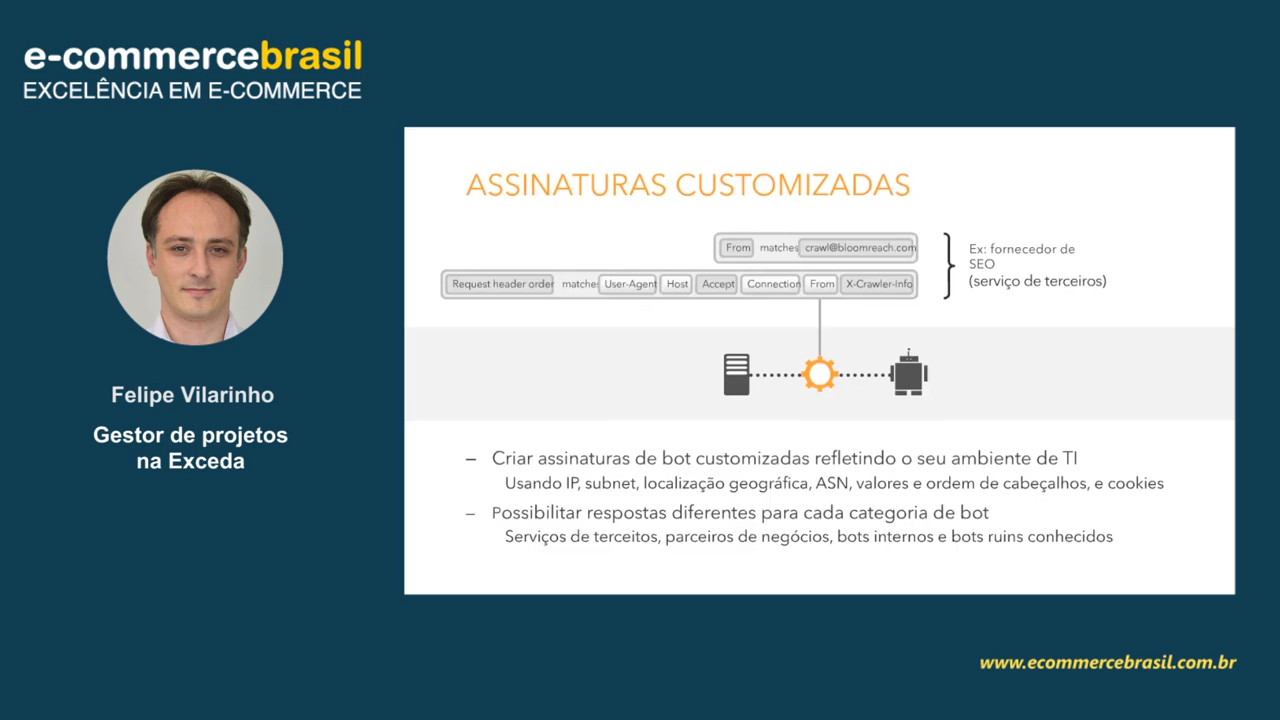 e-commercebrasil
EXCELÊNCIA EM E-COMMERCE
Felipe Vilarinho
Gestor de projetos
na Exceda
ASSINATURAS CUSTOMIZADAS
From matches crawl@bloomreach.com
Request header order matches User-Agent Host Accept Connection From X-Crawler-Info
Ex: fornecedor de
SEO
(serviço de terceiros)
– Criar assinaturas de bot customizadas refletindo o seu ambiente de TI
Usando IP, subnet, localização geográfica, ASN, valores e ordem de cabeçalhos, e cookies
– Possibilitar respostas diferentes para cada categoria de bot
Serviços de terceitos, parceiros de negócios, bots internos e bots ruins conhecidos
www.ecommercebrasil.com.br